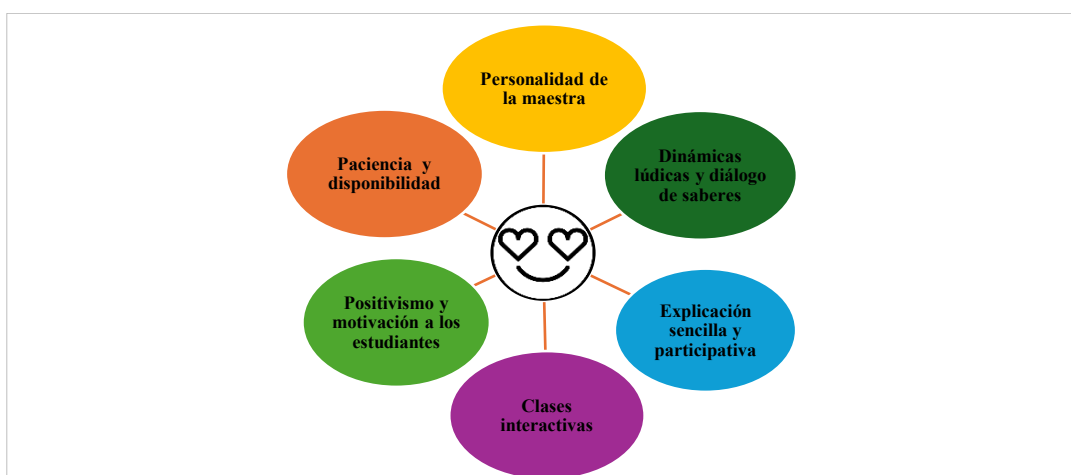 Personalidad de
la maestra
Dinámicas
lúdicas y diálogo
de saberes
Explicación
sencilla y
participativa
Clases
interactivas
Positivismo y
motivación a los
estudiantes
Paciencia y
disponibilidad